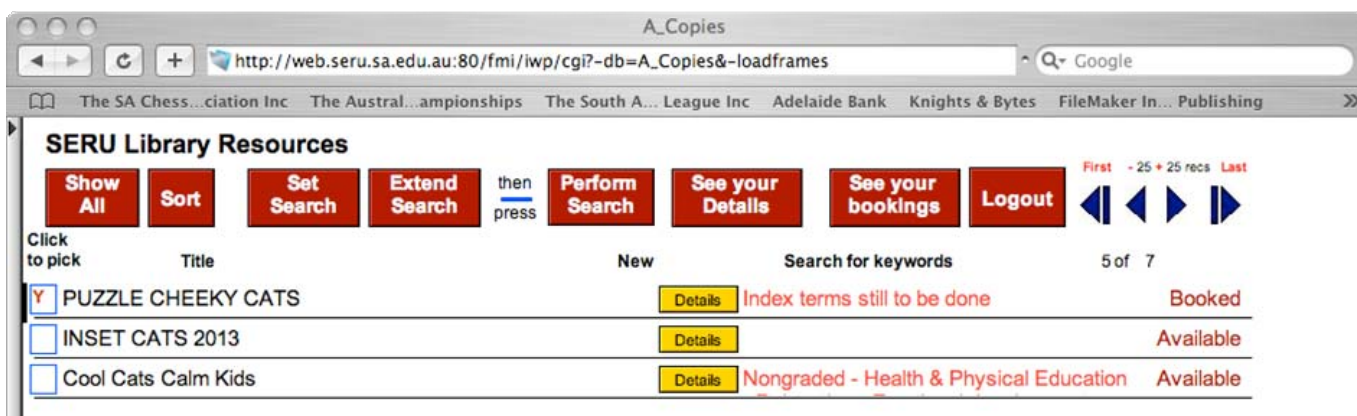 A_Copies
http://web.seru.sa.edu.au:80/fmi/iwp/cgi?-db=A_Copies&-loadframes
Google
The SA Chess...ciation Inc The Austral...ampionships The South A... League Inc Adelaide Bank Knights & Bytes FileMaker In... Publishing
SERU Library Resources
First - 25 + 25 recs Last
Show All Sort Set Search Extend Search then press Perform Search See your Details See your bookings Logout
Click to pick Title New Search for keywords 5 of 7
Y PUZZLE CHEEKY CATS Details Index terms still to be done Booked
INSET CATS 2013 Details Available
Cool Cats Calm Kids Details Nongraded - Health & Physical Education Available